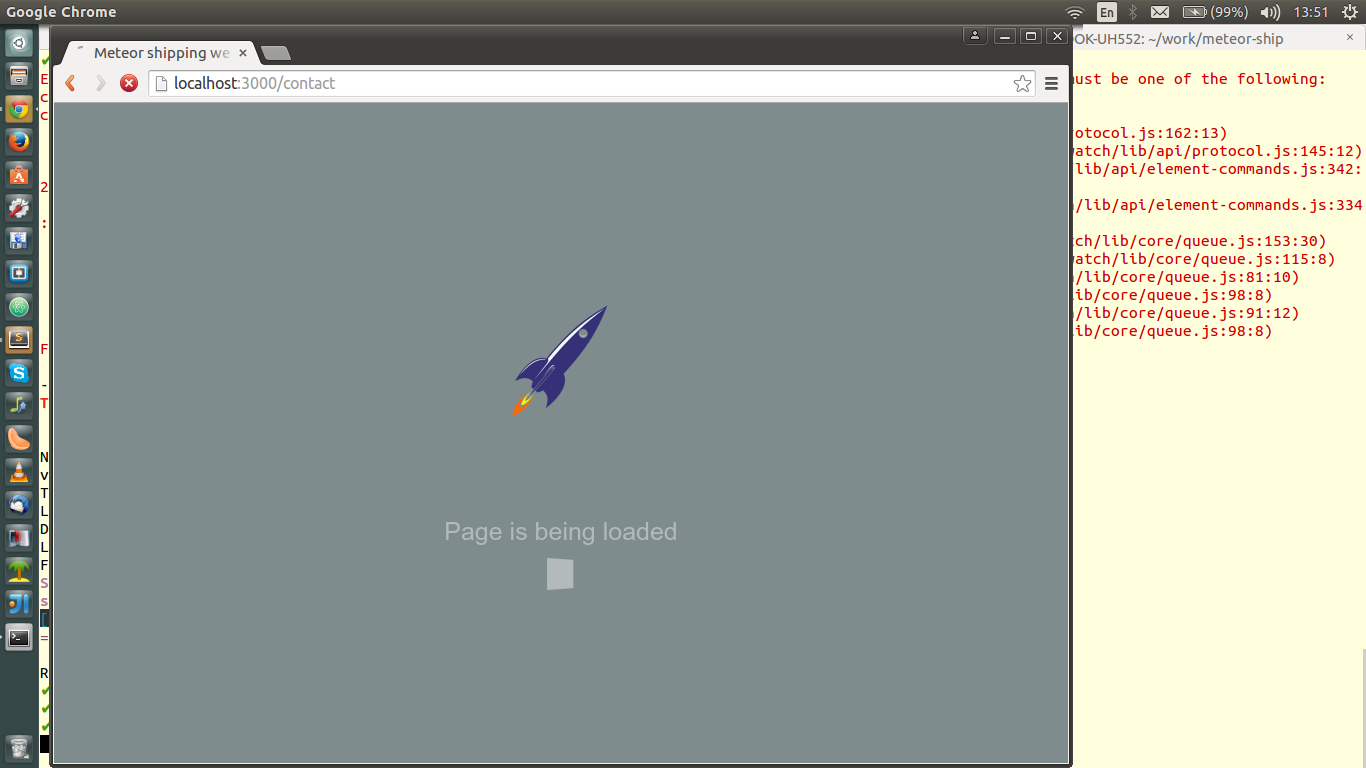 Google Chrome
En
(99%)
13:51
Meteor shipping we
OK-UH552: ~/work/meteor-ship
localhost:3000/contact
must be one of the following:
otocol.js:162:13)
watch/lib/api/protocol.js:145:12)
lib/api/element-commands.js:342:
/lib/api/element-commands.js:334
tch/lib/core/queue.js:153:30)
watch/lib/core/queue.js:115:8)
/lib/core/queue.js:81:10)
lib/core/queue.js:98:8)
/lib/core/queue.js:91:12)
lib/core/queue.js:98:8)
E
c
c
2
:
F
-
T
N
v
T
L
D
L
F
S
s
[
=
R
Page is being loaded